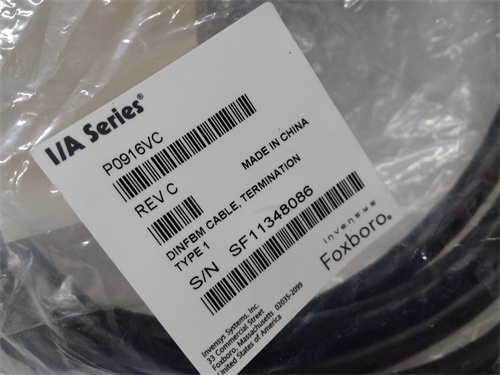 I/A Series®
P0916VC
REV C
MADE IN CHINA
DINFBM CABLE, TERMINATION
TYPE 1
S/N SF11348086
invensys
Foxboro®
Invensys Systems, Inc.
33 Commercial Street
Foxboro, Massachusetts 02035-2099
United States of America